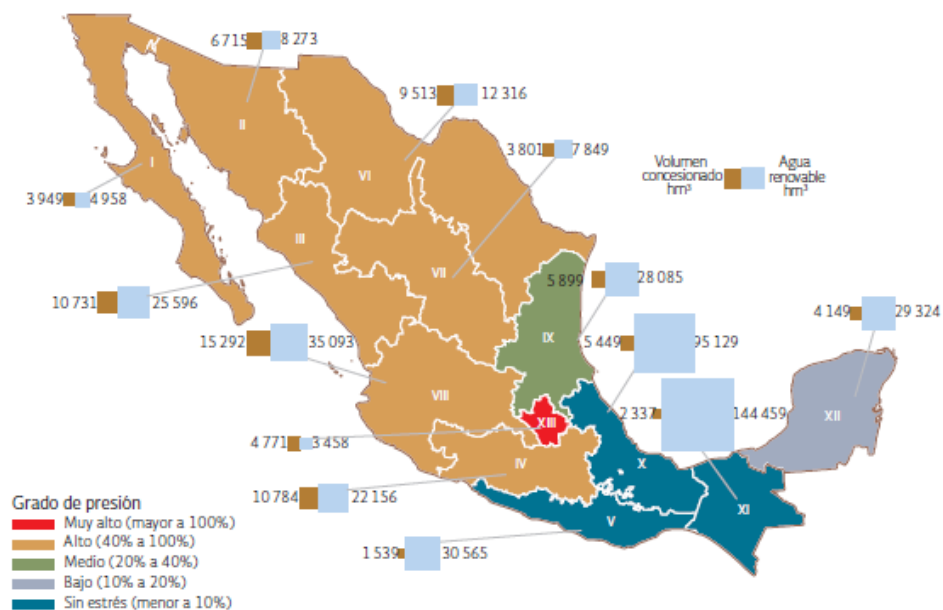 6 715 8 273
II
9 513 12 316
VI
3 801 7 849
Volumen concesionado hm³
Agua renovable hm³
I
3 949 4 958
III
VII
10 731 25 596
5 899 28 085
IX
4 149 29 324
XII
15 292 35 093
VIII
5 449 95 129
2 337 144 459
XIII
4 771 3 458
IV
X
XI
10 784 22 156
V
1 539 30 565
Grado de presión
Muy alto (mayor a 100%)
Alto (40% a 100%)
Medio (20% a 40%)
Bajo (10% a 20%)
Sin estrés (menor a 10%)